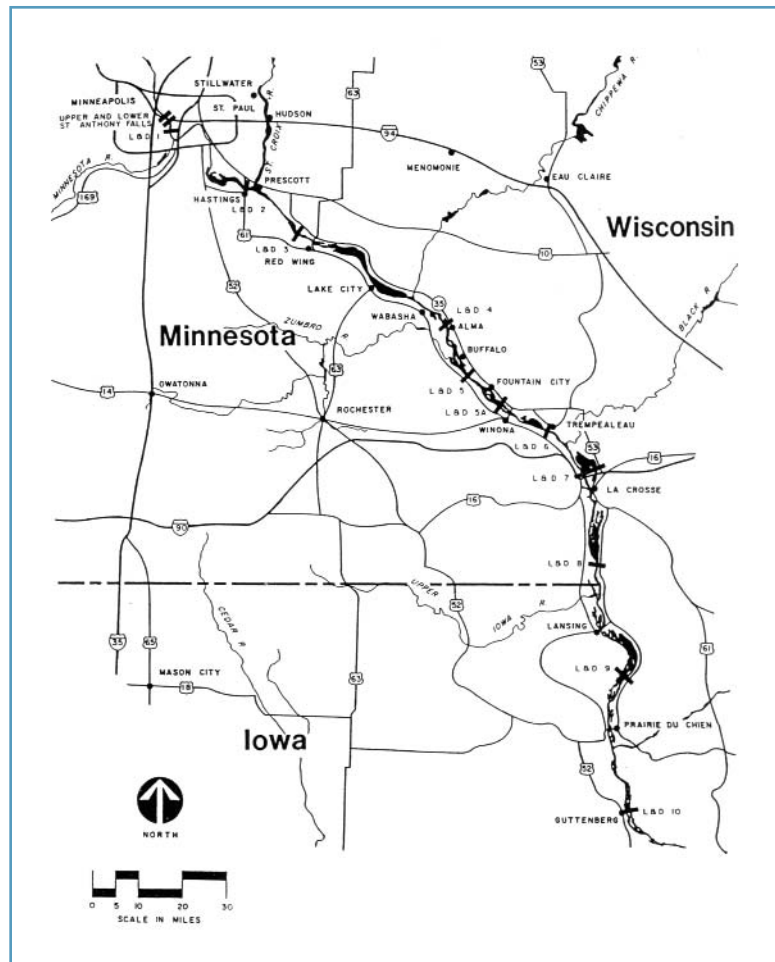 53
CHIPPEWA R.
STILLWATER
63
MINNEAPOLIS
ST. PAUL
R.
HUDSON
UPPER AND LOWER
ST ANTHONY FALLS
L&D 1
ST. CROIX
94
MENOMONIE
MINNESOTA R.
EAU CLAIRE
169
PRESCOTT
HASTINGS
L&D 2
Wisconsin
61
L&D 3
RED WING
10
52
LAKE CITY
35
L&D 4
BLACK R.
WABASHA
ALMA
Minnesota
ZUMBRO
R.
BUFFALO
63
14
OWATONNA
L&D 5
FOUNTAIN CITY
ROCHESTER
L&D 5A
TREMPEALEAU
WINONA
L&D 6
53
16
L&D 7
LA CROSSE
16
90
L&D 8
UPPER
52
IOWA
R.
CEDAR R.
LANSING
35
65
61
L&D 9
MASON CITY
63
18
PRAIRIE DU CHIEN
Iowa
52
GUTTENBERG
L&D 10
NORTH
0 5 10 20 30
SCALE IN MILES